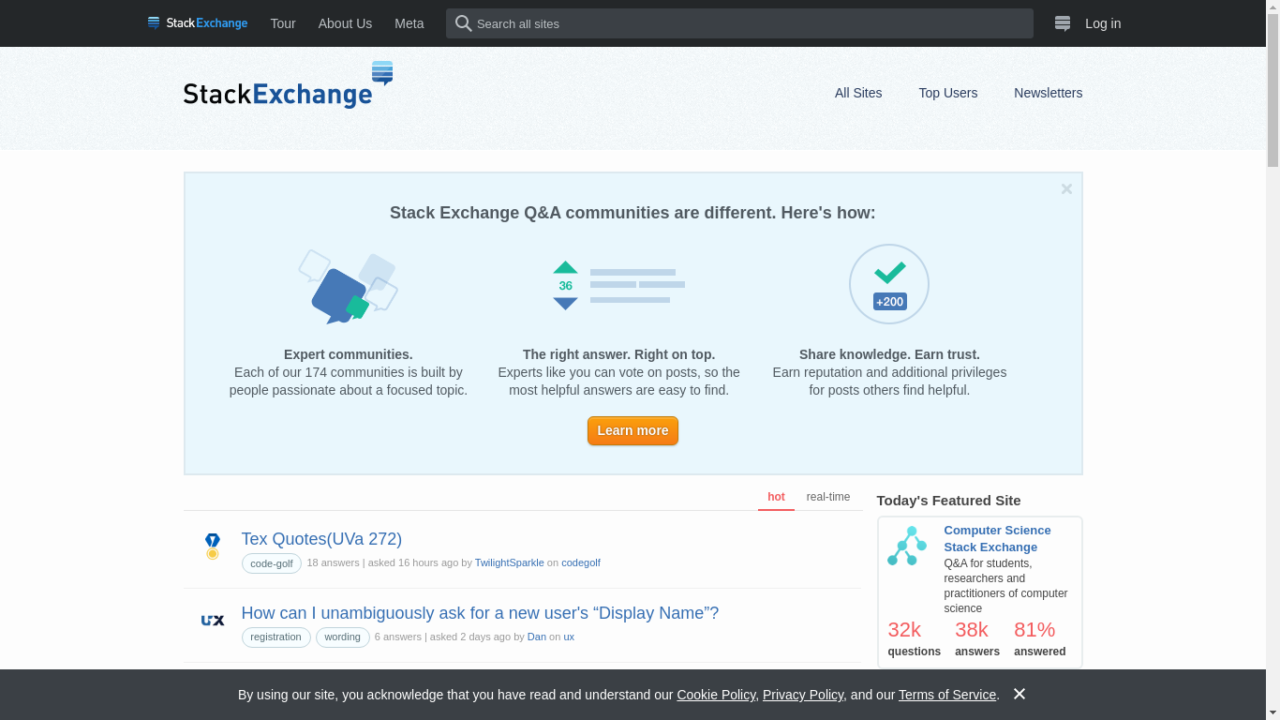 StackExchange
Tour
About Us
Meta
Search all sites
Log in
StackExchange
All Sites
Top Users
Newsletters
Stack Exchange Q&A communities are different. Here's how:
36
+200
Expert communities.
Each of our 174 communities is built by
people passionate about a focused topic.
The right answer. Right on top.
Experts like you can vote on posts, so the
most helpful answers are easy to find.
Share knowledge. Earn trust.
Earn reputation and additional privileges
for posts others find helpful.
Learn more
hot
real-time
Tex Quotes(UVa 272)
code-golf 18 answers | asked 16 hours ago by TwilightSparkle on codegolf
UX
How can I unambiguously ask for a new user's “Display Name”?
registration wording 6 answers | asked 2 days ago by Dan on ux
Today's Featured Site
Computer Science
Stack Exchange
Q&A for students,
researchers and
practitioners of computer
science
32k 38k 81%
questions answers answered
By using our site, you acknowledge that you have read and understand our Cookie Policy, Privacy Policy, and our Terms of Service.